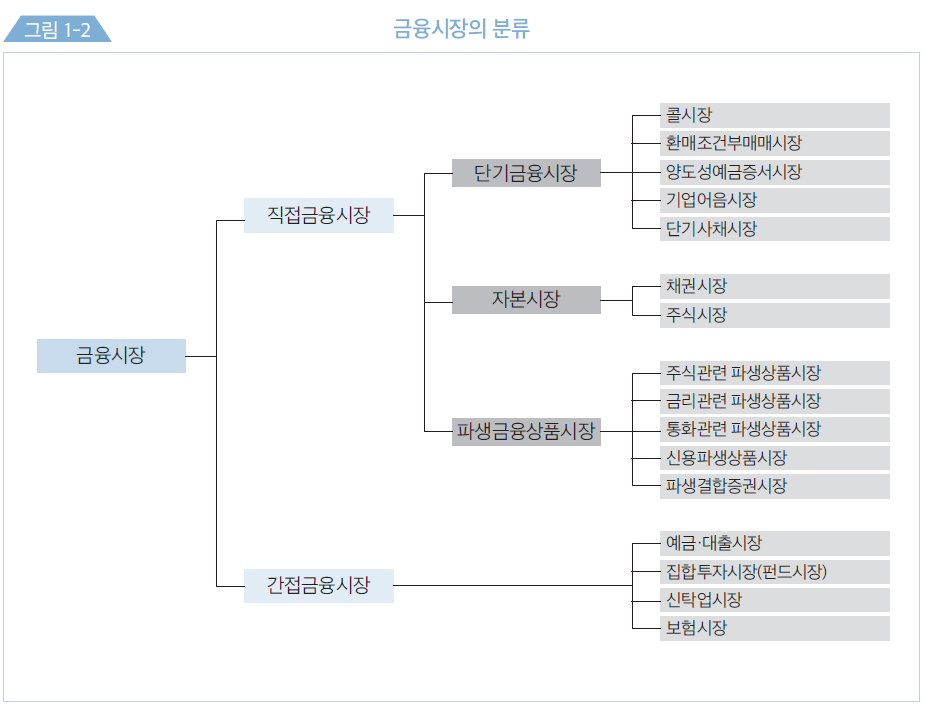 그림 1-2
금융시장의 분류
금융시장
직접금융시장
단기금융시장
콜시장
환매조건부매매시장
양도성예금증서시장
기업어음시장
단기사채시장
자본시장
채권시장
주식시장
파생금융상품시장
주식관련 파생상품시장
금리관련 파생상품시장
통화관련 파생상품시장
신용파생상품시장
파생결합증권시장
간접금융시장
예금·대출시장
집합투자시장(펀드시장)
신탁업시장
보험시장